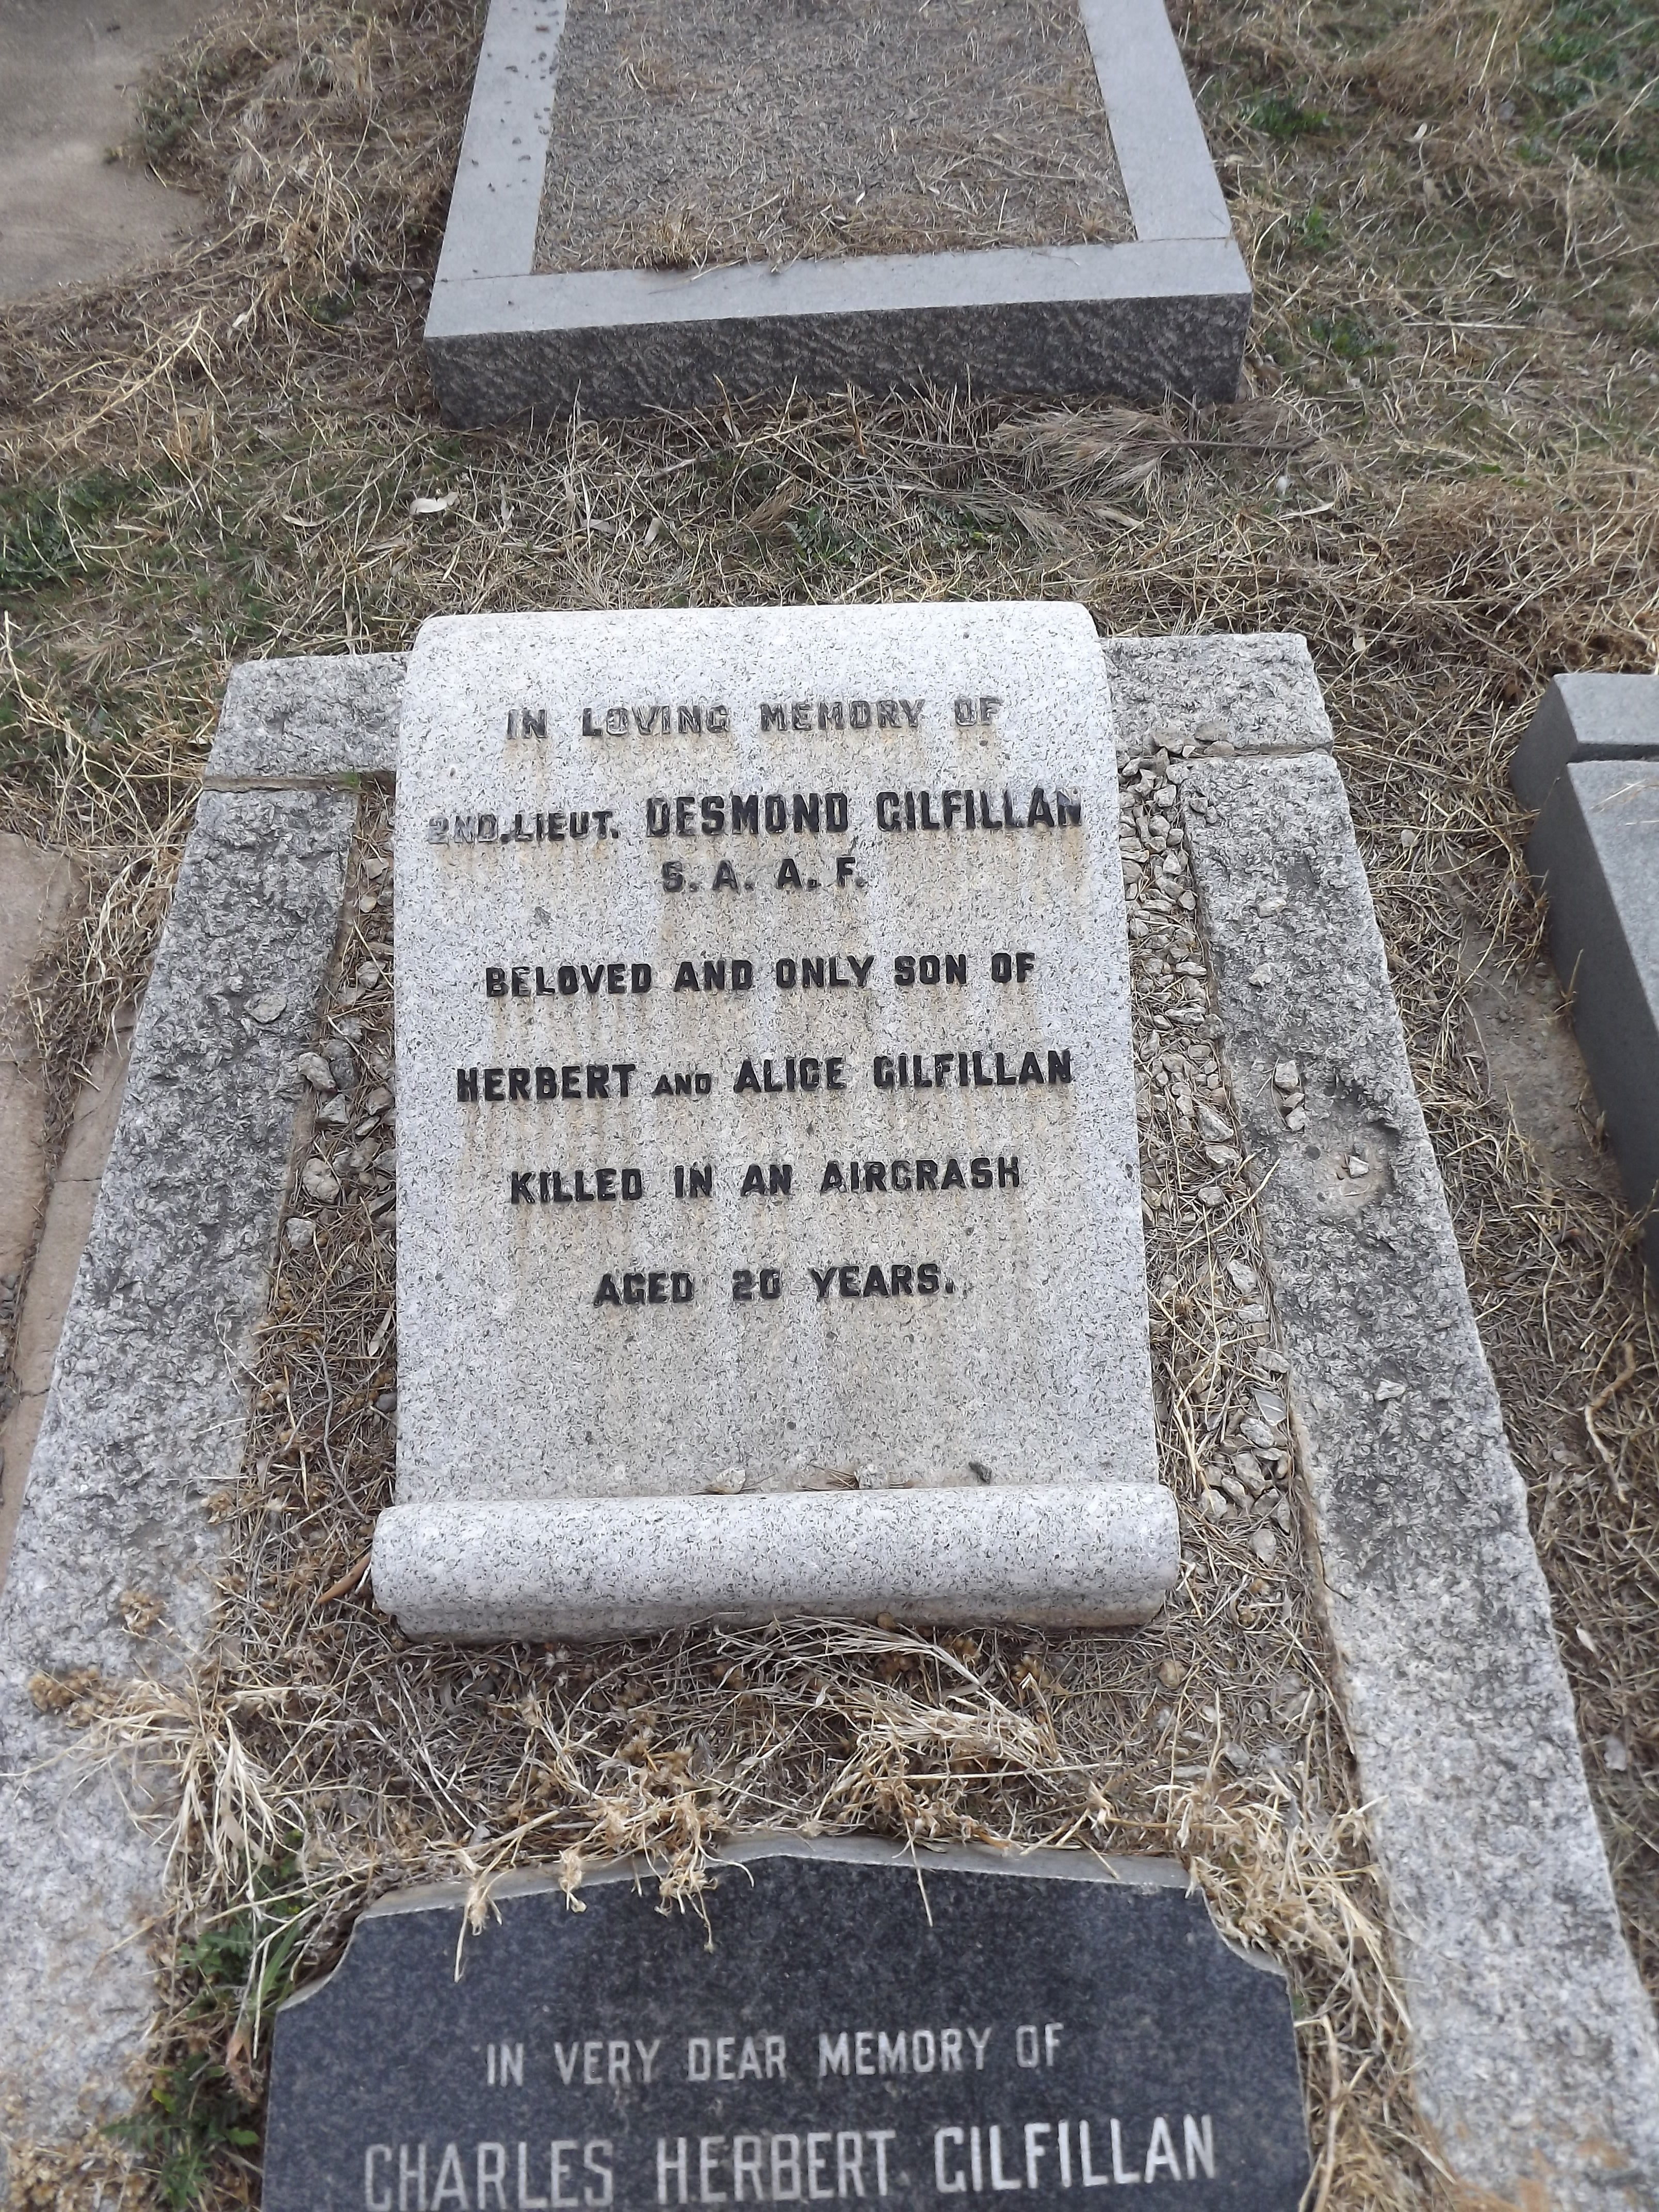 IN LOVING MEMORY OF
2ND.LIEUT. DESMOND GILFILLAN
S. A. A. F.
BELOVED AND ONLY SON OF
HERBERT AND ALICE GILFILLAN
KILLED IN AN AIRCRASH
AGED 20 YEARS.
IN VERY DEAR MEMORY OF
CHARLES HERBERT GILFILLAN